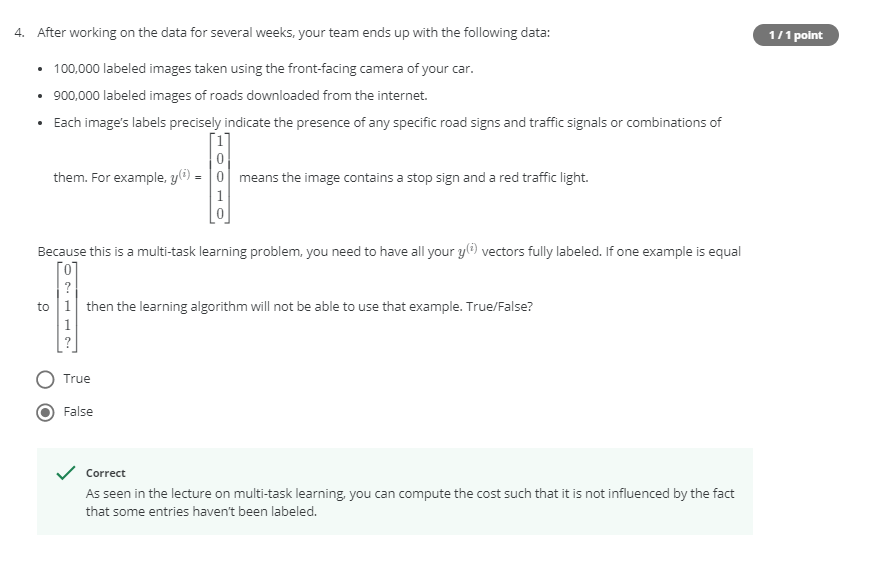 4. After working on the data for several weeks, your team ends up with the following data:
1 / 1 point
• 100,000 labeled images taken using the front-facing camera of your car.
• 900,000 labeled images of roads downloaded from the internet.
• Each image's labels precisely indicate the presence of any specific road signs and traffic signals or combinations of
them. For example, y^(i) = [1 0 0 1 0] means the image contains a stop sign and a red traffic light.
Because this is a multi-task learning problem, you need to have all your y^(i) vectors fully labeled. If one example is equal
to [0 ? 1 1 ?] then the learning algorithm will not be able to use that example. True/False?
True
False
Correct
As seen in the lecture on multi-task learning, you can compute the cost such that it is not influenced by the fact
that some entries haven't been labeled.